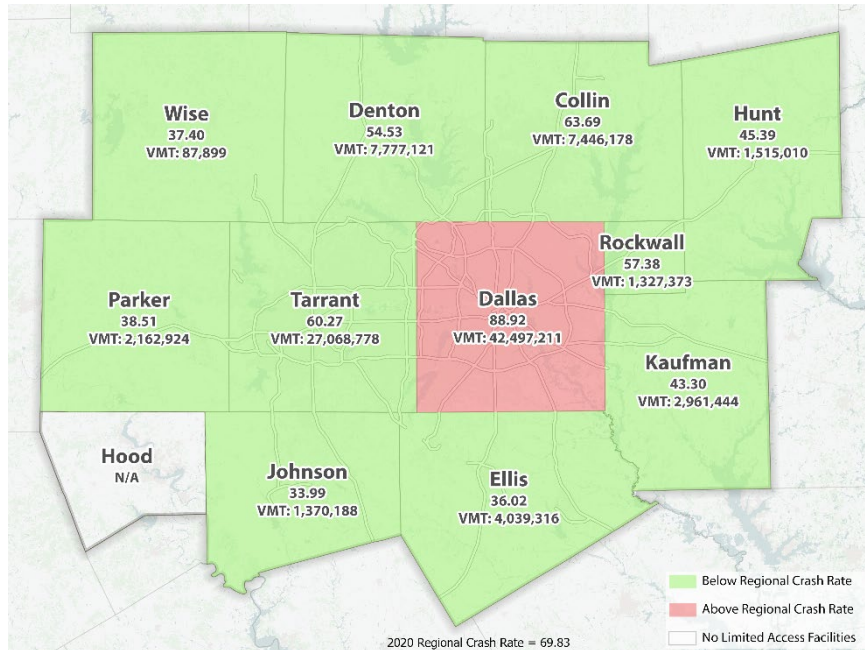 Wise
37.40
VMT: 87,899
Denton
54.53
VMT: 7,777,121
Collin
63.69
VMT: 7,446,178
Hunt
45.39
VMT: 1,515,010
Parker
38.51
VMT: 2,162,924
Tarrant
60.27
VMT: 27,068,778
Dallas
88.92
VMT: 42,497,211
Rockwall
57.38
VMT: 1,327,373
Kaufman
43.30
VMT: 2,961,444
Hood
N/A
Johnson
33.99
VMT: 1,370,188
Ellis
36.02
VMT: 4,039,316
Below Regional Crash Rate
Above Regional Crash Rate
No Limited Access Facilities
2020 Regional Crash Rate = 69.83